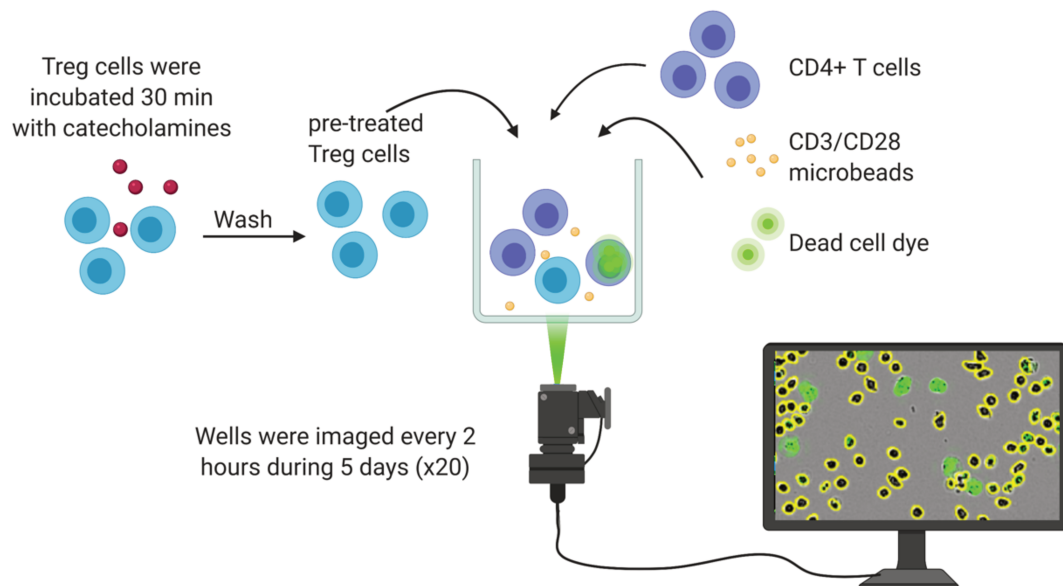 Treg cells were
incubated 30 min
with catecholamines
Wash
pre-treated
Treg cells
CD4+ T cells
CD3/CD28
microbeads
Dead cell dye
Wells were imaged every 2
hours during 5 days (x20)